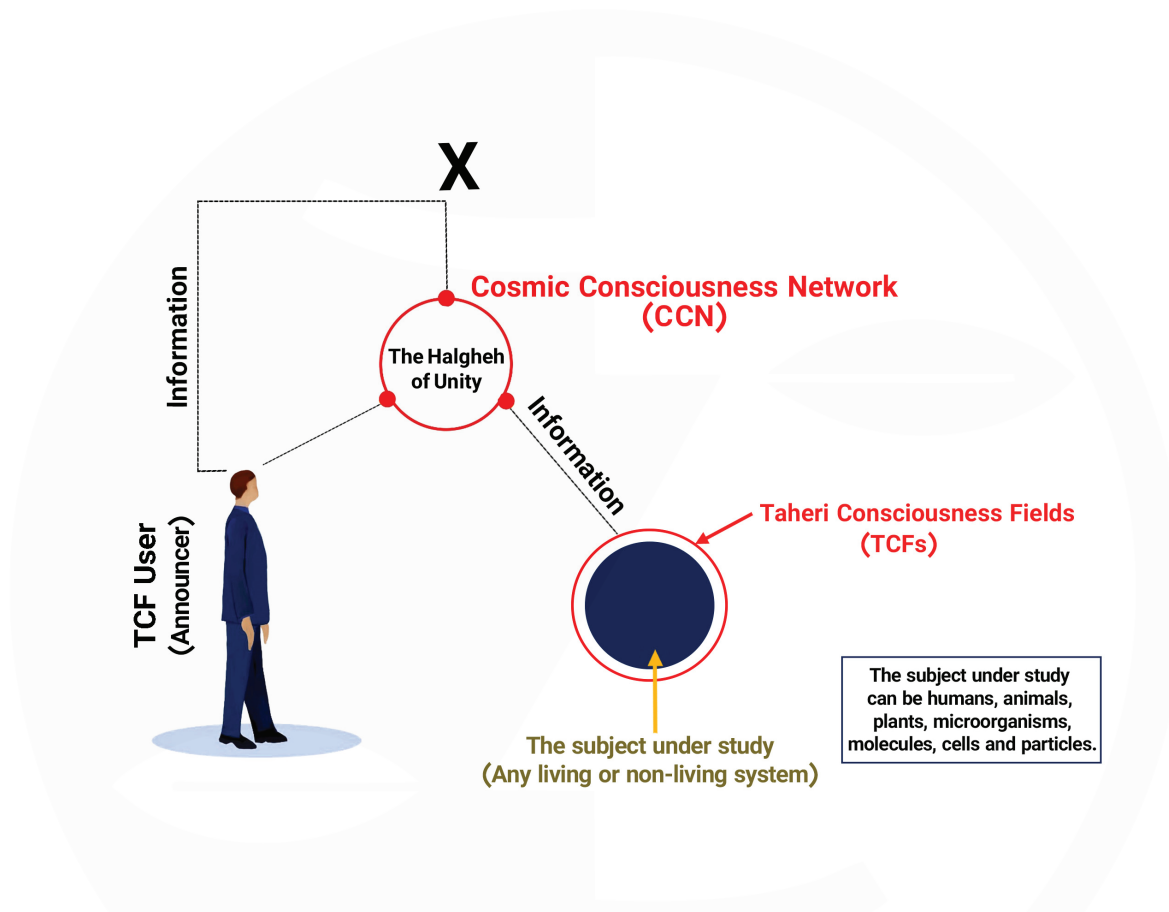 X
Cosmic Consciousness Network
(CCN)
The Halgheh
of Unity
Information
Information
TCF User
(Announcer)
Taheri Consciousness Fields
(TCFs)
The subject under study
(Any living or non-living system)
The subject under study
can be humans, animals,
plants, microorganisms,
molecules, cells and particles.